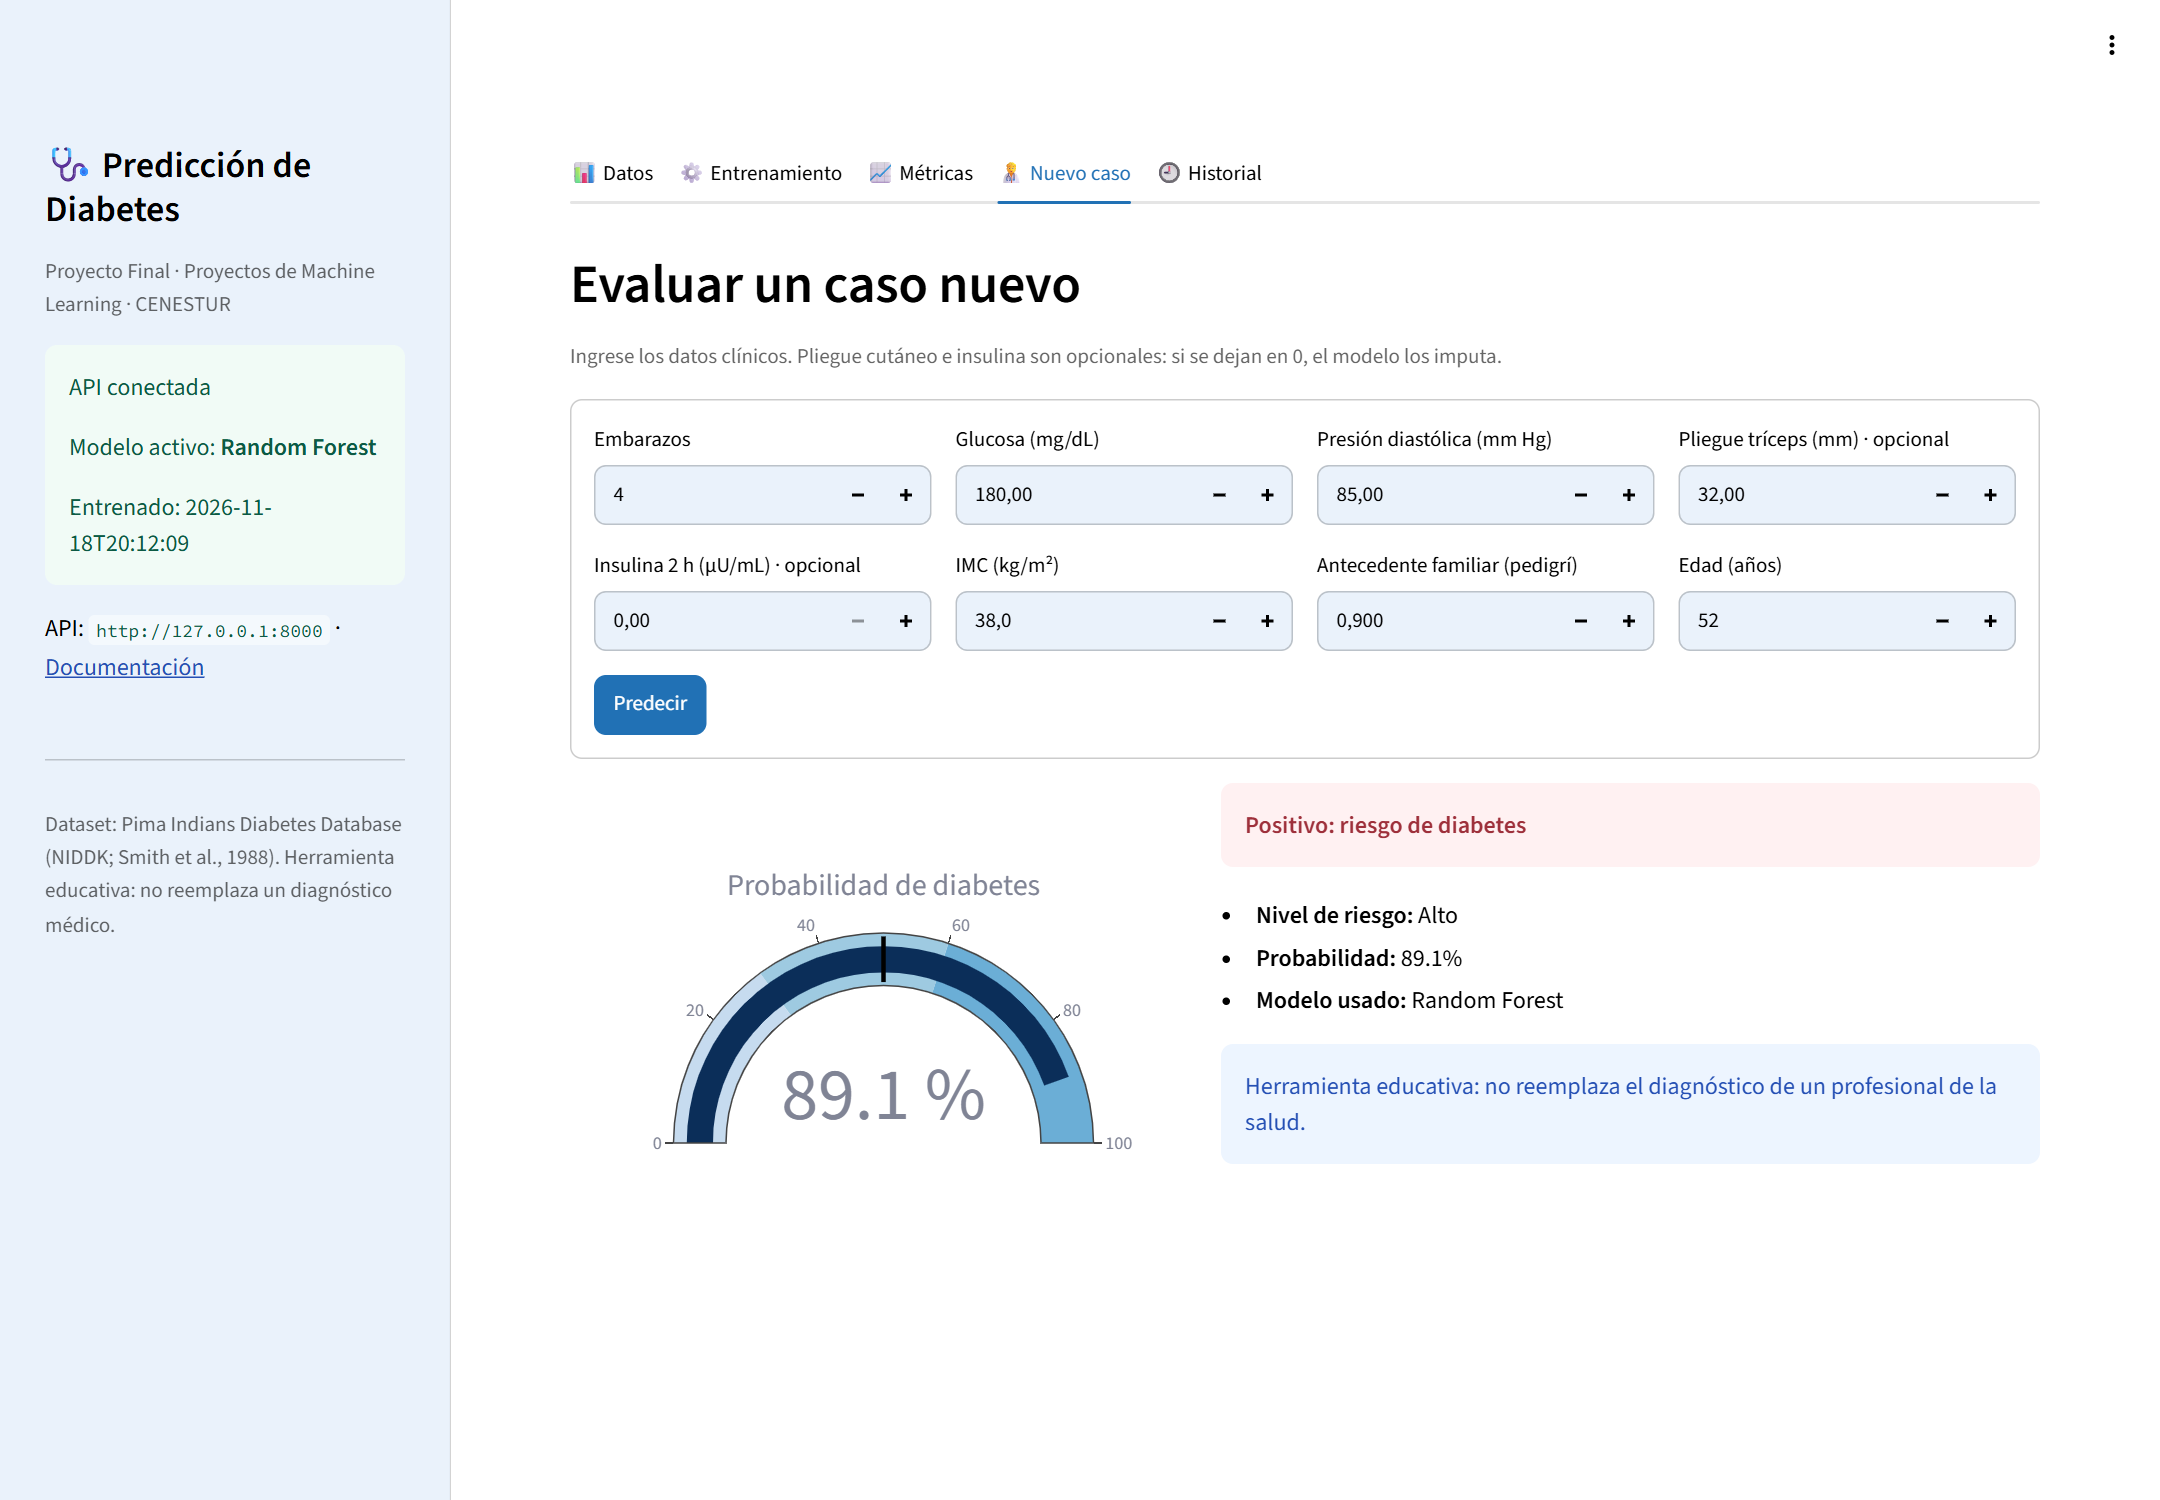 Predicción de
Diabetes
Proyecto Final · Proyectos de Machine
Learning · CENESTUR
API conectada
Modelo activo: Random Forest
Entrenado: 2026-11-
18T20:12:09
API: http://127.0.0.1:8000 ·
Documentación
Dataset: Pima Indians Diabetes Database
(NIDDK; Smith et al., 1988). Herramienta
educativa: no reemplaza un diagnóstico
médico.
Datos Entrenamiento Métricas Nuevo caso Historial
Evaluar un caso nuevo
Ingrese los datos clínicos. Pliegue cutáneo e insulina son opcionales: si se dejan en 0, el modelo los imputa.
Embarazos Glucosa (mg/dL) Presión diastólica (mm Hg) Pliegue tríceps (mm) · opcional
4 180,00 85,00 32,00
Insulina 2 h (µU/mL) · opcional IMC (kg/m²) Antecedente familiar (pedigrí) Edad (años)
0,00 38,0 0,900 52
Predecir
Probabilidad de diabetes
0 20 40 60 80 100
89.1 %
Positivo: riesgo de diabetes
Nivel de riesgo: Alto
Probabilidad: 89.1%
Modelo usado: Random Forest
Herramienta educativa: no reemplaza el diagnóstico de un profesional de la
salud.